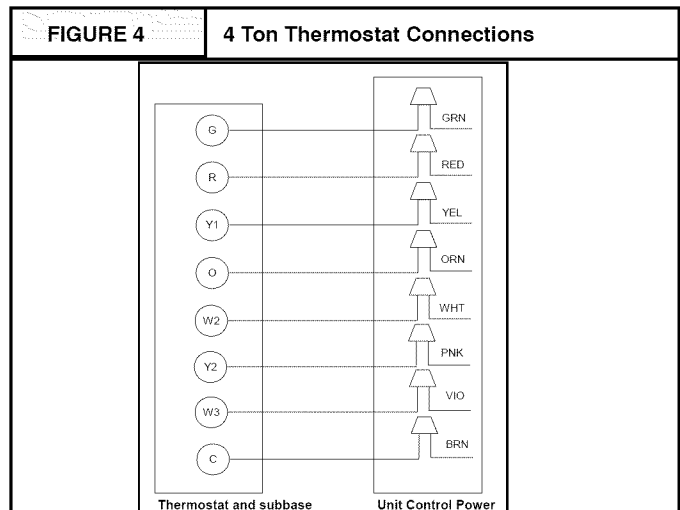 FIGURE 4
4 Ton Thermostat Connections
G
GRN
R
RED
Y1
YEL
O
ORN
W2
WHT
Y2
PNK
W3
VIO
C
BRN
Thermostat and subbase
Unit Control Power